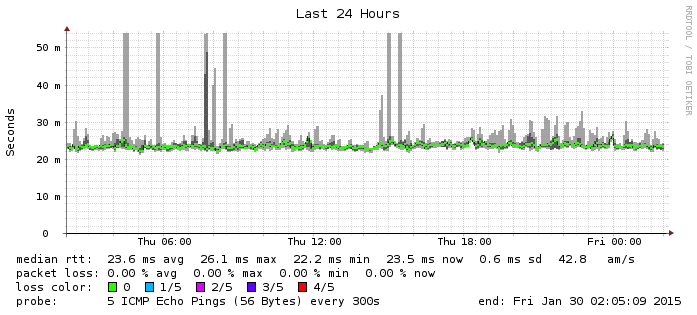 Last 24 Hours
RRDTOOL / TOBI OETIKER
Seconds
50 m
40 m
30 m
20 m
10 m
0
Thu 06:00 Thu 12:00 Thu 18:00 Fri 00:00
median rtt: 23.6 ms avg 26.1 ms max 22.2 ms min 23.5 ms now 0.6 ms sd 42.8 am/s
packet loss: 0.00 % avg 0.00 % max 0.00 % min 0.00 % now
loss color: 0 1/5 2/5 3/5 4/5
probe: 5 ICMP Echo Pings (56 Bytes) every 300s end: Fri Jan 30 02:05:09 2015